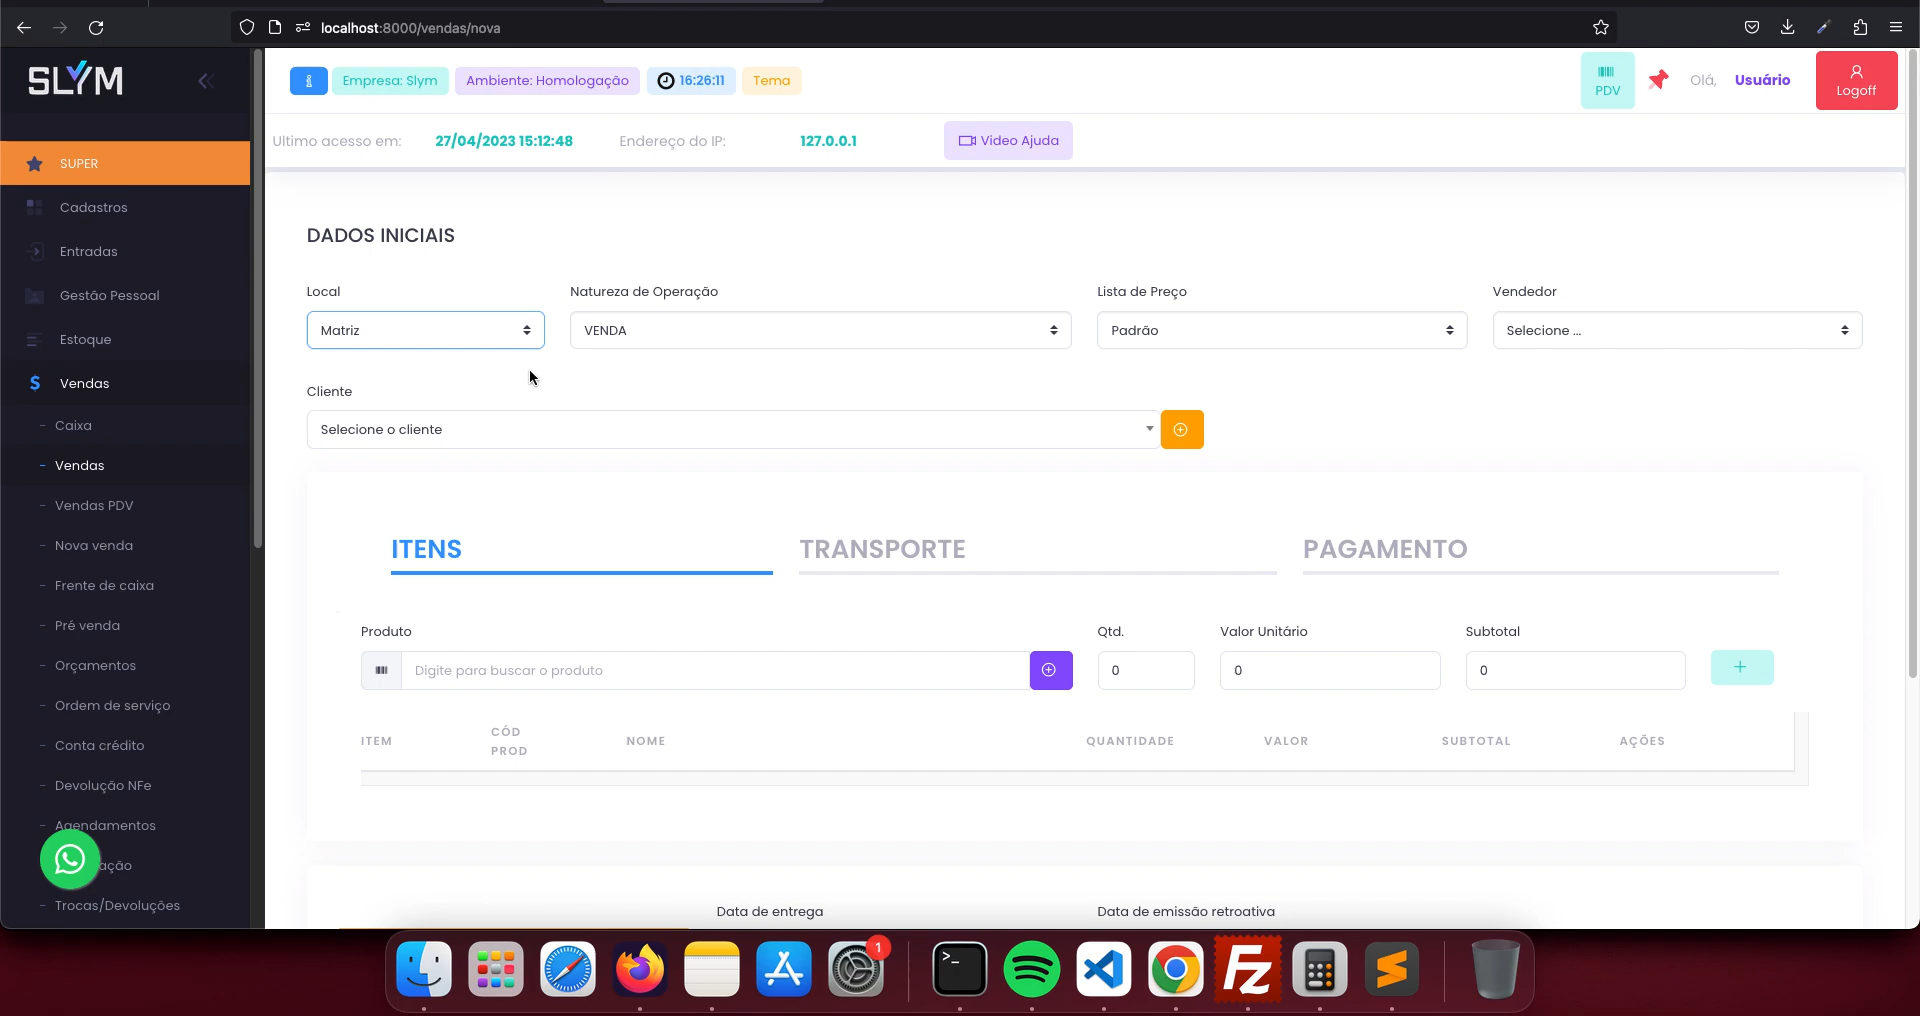 localhost:8000/vendas/nova
SLYM
Empresa: Slym
Ambiente: Homologação
16:26:11
Tema
PDV
Olá, Usuário
Logoff
Ultimo acesso em: 27/04/2023 15:12:48 Endereço do IP: 127.0.0.1 Video Ajuda
SUPER
Cadastros
Entradas
Gestão Pessoal
Estoque
Vendas
- Caixa
- Vendas
- Vendas PDV
- Nova venda
- Frente de caixa
- Pré venda
- Orçamentos
- Ordem de serviço
- Conta crédito
- Devolução NFe
- Agendamentos
ação
- Trocas/Devoluções
DADOS INICIAIS
Local Natureza de Operação Lista de Preço Vendedor
Matriz VENDA Padrão Selecione ...
Cliente
Selecione o cliente
ITENS TRANSPORTE PAGAMENTO
Produto Qtd. Valor Unitário Subtotal
Digite para buscar o produto 0 0 0 +
ITEM CÓD PROD NOME QUANTIDADE VALOR SUBTOTAL AÇÕES
Data de entrega Data de emissão retroativa
1
>_
Fz